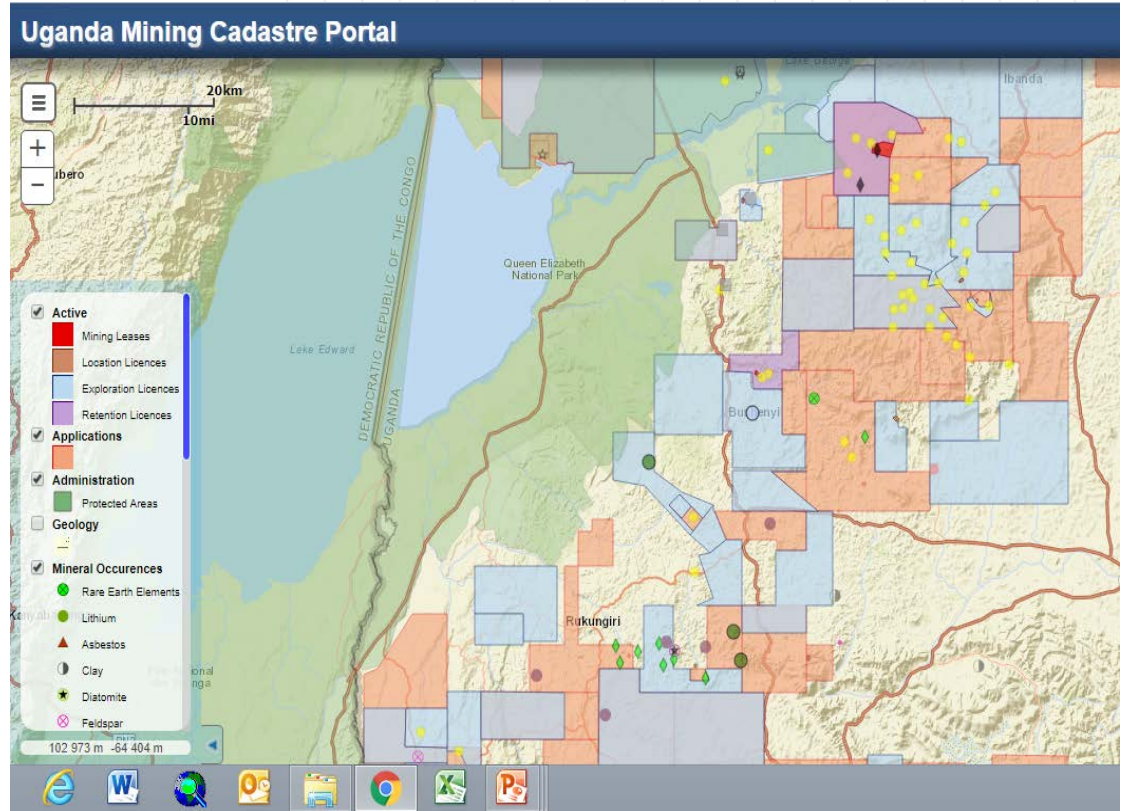 Uganda Mining Cadastre Portal
20km
10mi
Lake George
Ibanda
ubero
DEMOCRATIC REPUBLIC OF THE CONGO
UGANDA
Queen Elizabeth
National Park
Lake Edward
Active
Mining Leases
Location Licences
Exploration Licences
Retention Licences
Applications
Administration
Protected Areas
Geology
Mineral Occurences
Rare Earth Elements
Lithium
Asbestos
Clay
Diatomite
Feldspar
Rukungiri
102 973 m -64 404 m